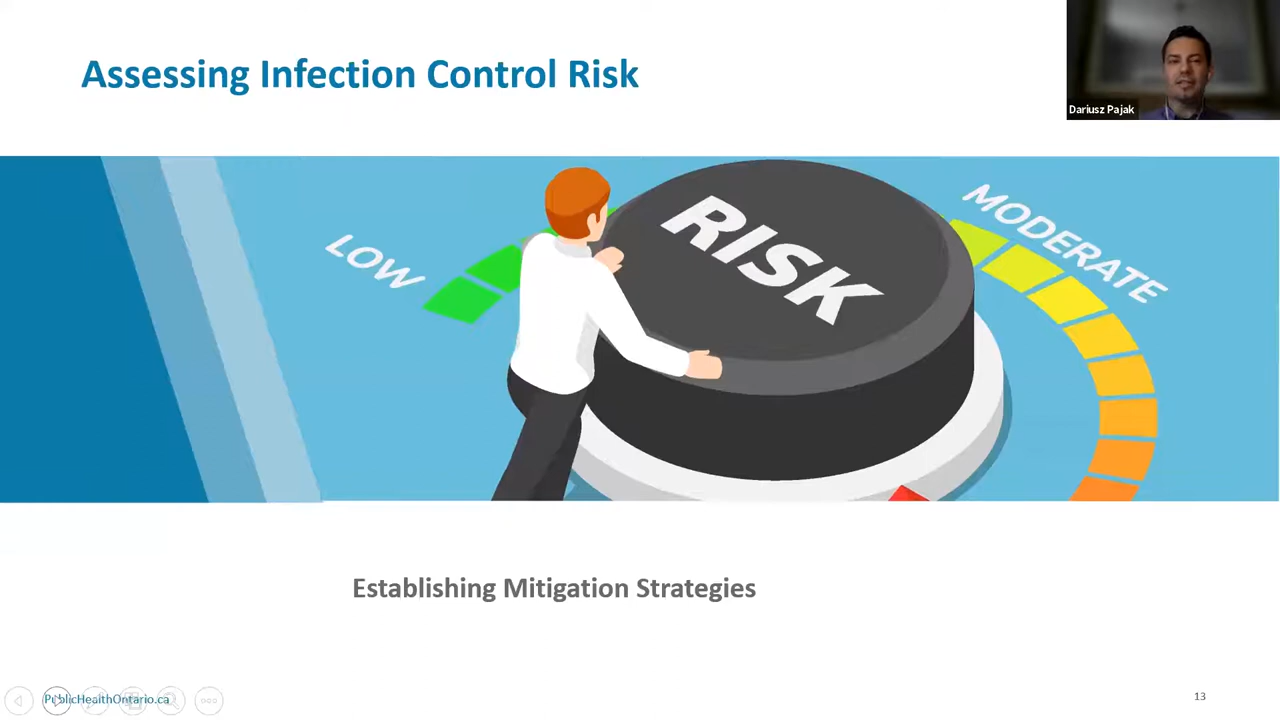 Assessing Infection Control Risk
Dariusz Pajak
LOW
RISK
MODERATE
Establishing Mitigation Strategies
PublicHealthOntario.ca
13